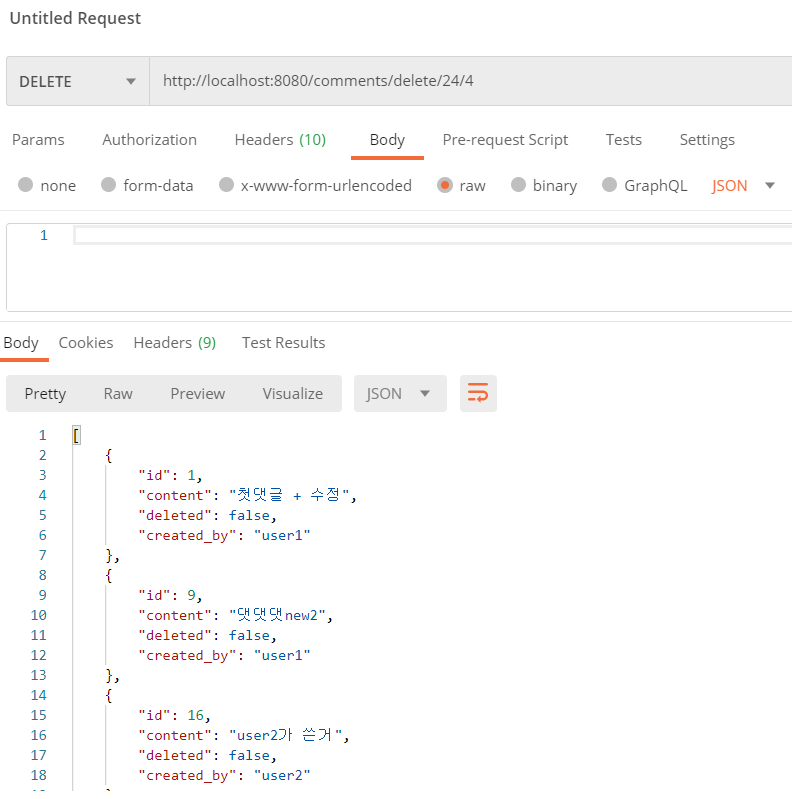 Untitled Request
DELETE http://localhost:8080/comments/delete/24/4
Params Authorization Headers (10) Body Pre-request Script Tests Settings
none form-data x-www-form-urlencoded raw binary GraphQL JSON
1
Body Cookies Headers (9) Test Results
Pretty Raw Preview Visualize JSON
1 [
2 {
3 "id": 1,
4 "content": "첫댓글 + 수정",
5 "deleted": false,
6 "created_by": "user1"
7 },
8 {
9 "id": 9,
10 "content": "댓댓댓new2",
11 "deleted": false,
12 "created_by": "user1"
13 },
14 {
15 "id": 16,
16 "content": "user2가 쓴거",
17 "deleted": false,
18 "created_by": "user2"